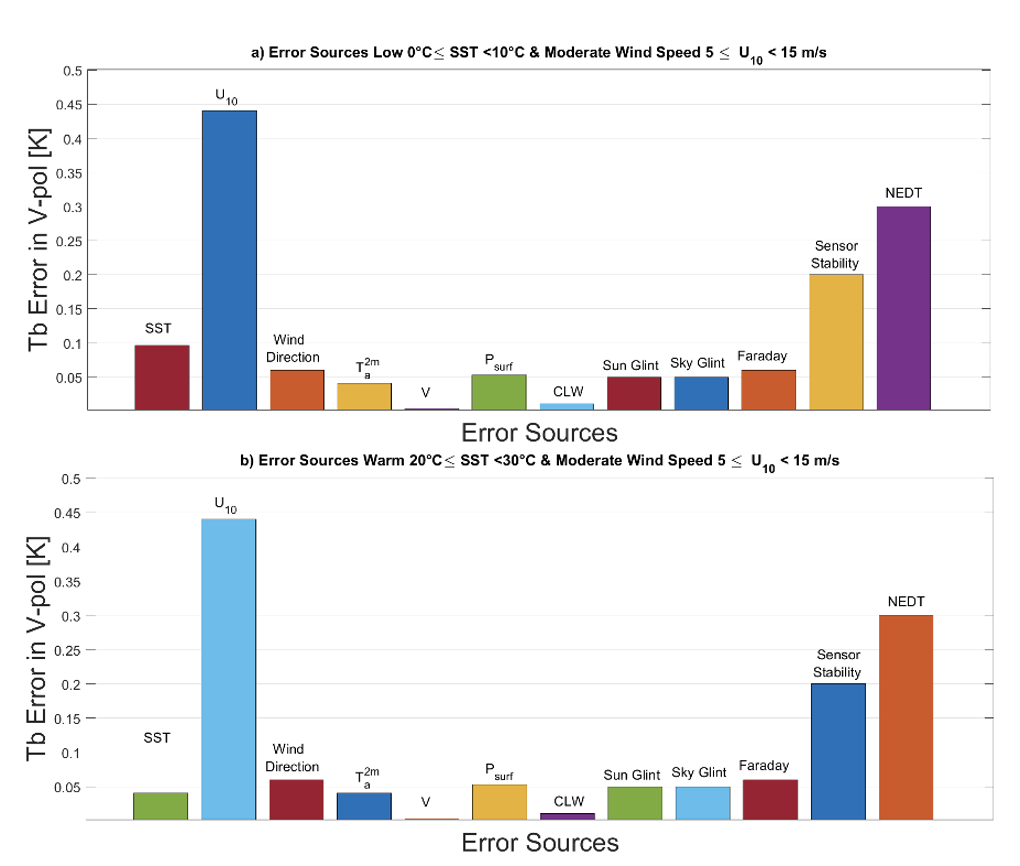 a) Error Sources Low 0°C≤ SST <10°C & Moderate Wind Speed 5 ≤ U10 < 15 m/s
Tb Error in V-pol [K]
0.5
0.45
0.4
0.35
0.3
0.25
0.2
0.15
0.1
0.05
SST
U10
Wind
Direction
Ta2m
V
Psurf
CLW
Sun Glint
Sky Glint
Faraday
Sensor
Stability
NEDT
Error Sources
b) Error Sources Warm 20°C≤ SST <30°C & Moderate Wind Speed 5 ≤ U10 < 15 m/s
Tb Error in V-pol [K]
0.5
0.45
0.4
0.35
0.3
0.25
0.2
0.15
0.1
0.05
SST
U10
Wind
Direction
Ta2m
V
Psurf
CLW
Sun Glint
Sky Glint
Faraday
Sensor
Stability
NEDT
Error Sources